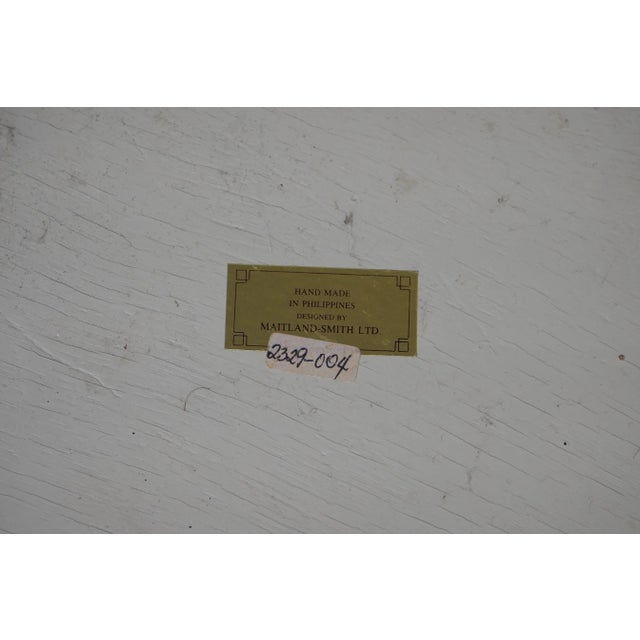 HAND MADE
IN PHILIPPINES
DESIGNED BY
MAITLAND-SMITH LTD.
2329-004